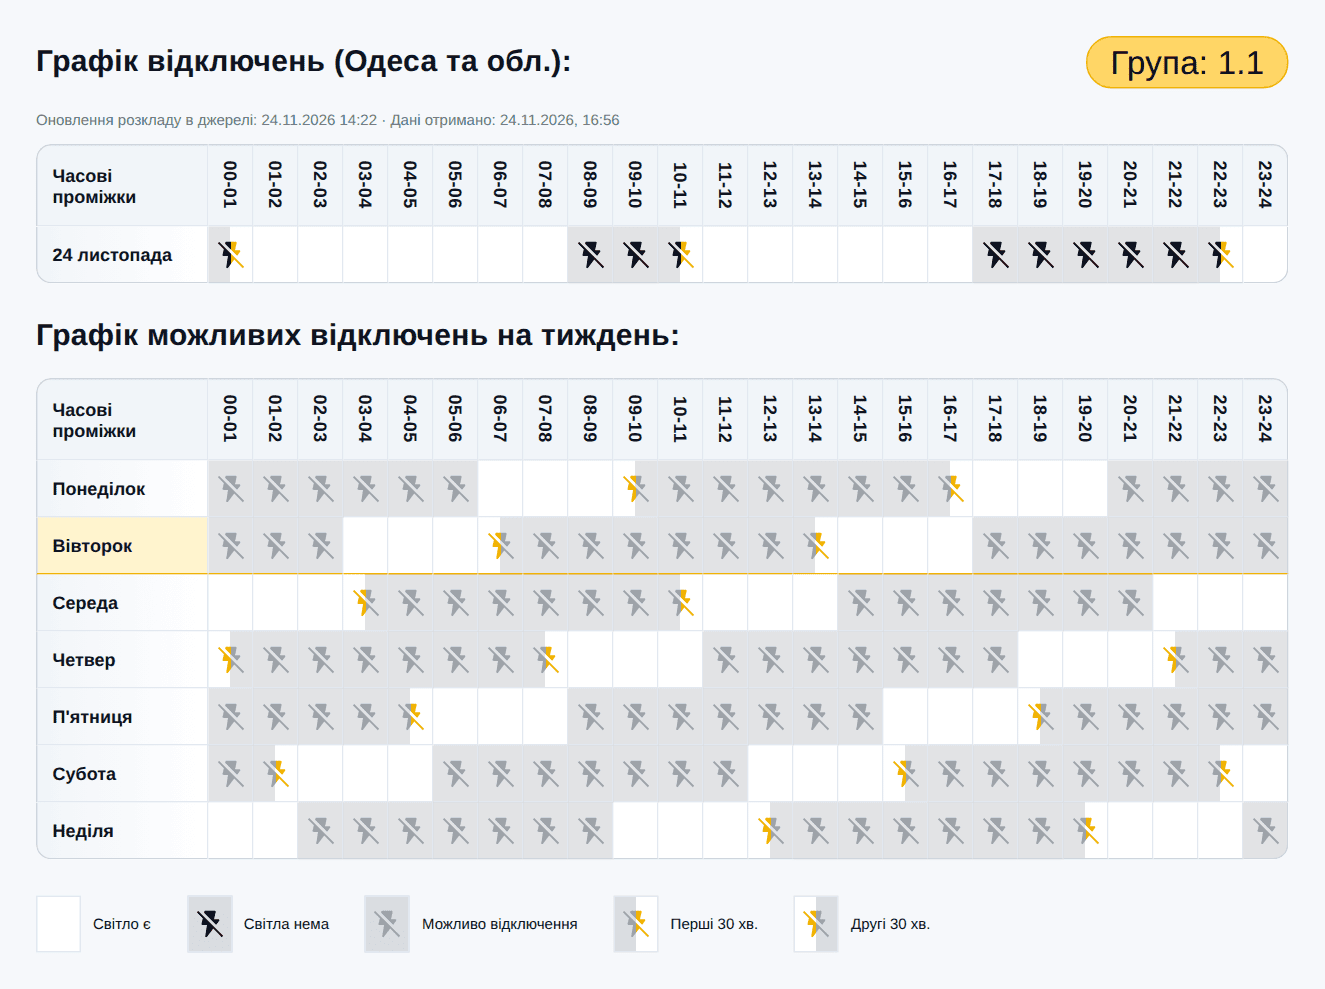 Графік відключень (Одеса та обл.):
Група: 1.1
Оновлення розкладу в джерелі: 24.11.2026 14:22 · Дані отримано: 24.11.2026, 16:56
Часові проміжки 00-01 01-02 02-03 03-04 04-05 05-06 06-07 07-08 08-09 09-10 10-11 11-12 12-13 13-14 14-15 15-16 16-17 17-18 18-19 19-20 20-21 21-22 22-23 23-24
24 листопада
Графік можливих відключень на тиждень:
Часові проміжки 00-01 01-02 02-03 03-04 04-05 05-06 06-07 07-08 08-09 09-10 10-11 11-12 12-13 13-14 14-15 15-16 16-17 17-18 18-19 19-20 20-21 21-22 22-23 23-24
Понеділок
Вівторок
Середа
Четвер
П'ятниця
Субота
Неділя
Світло є Світла нема Можливо відключення Перші 30 хв. Другі 30 хв.